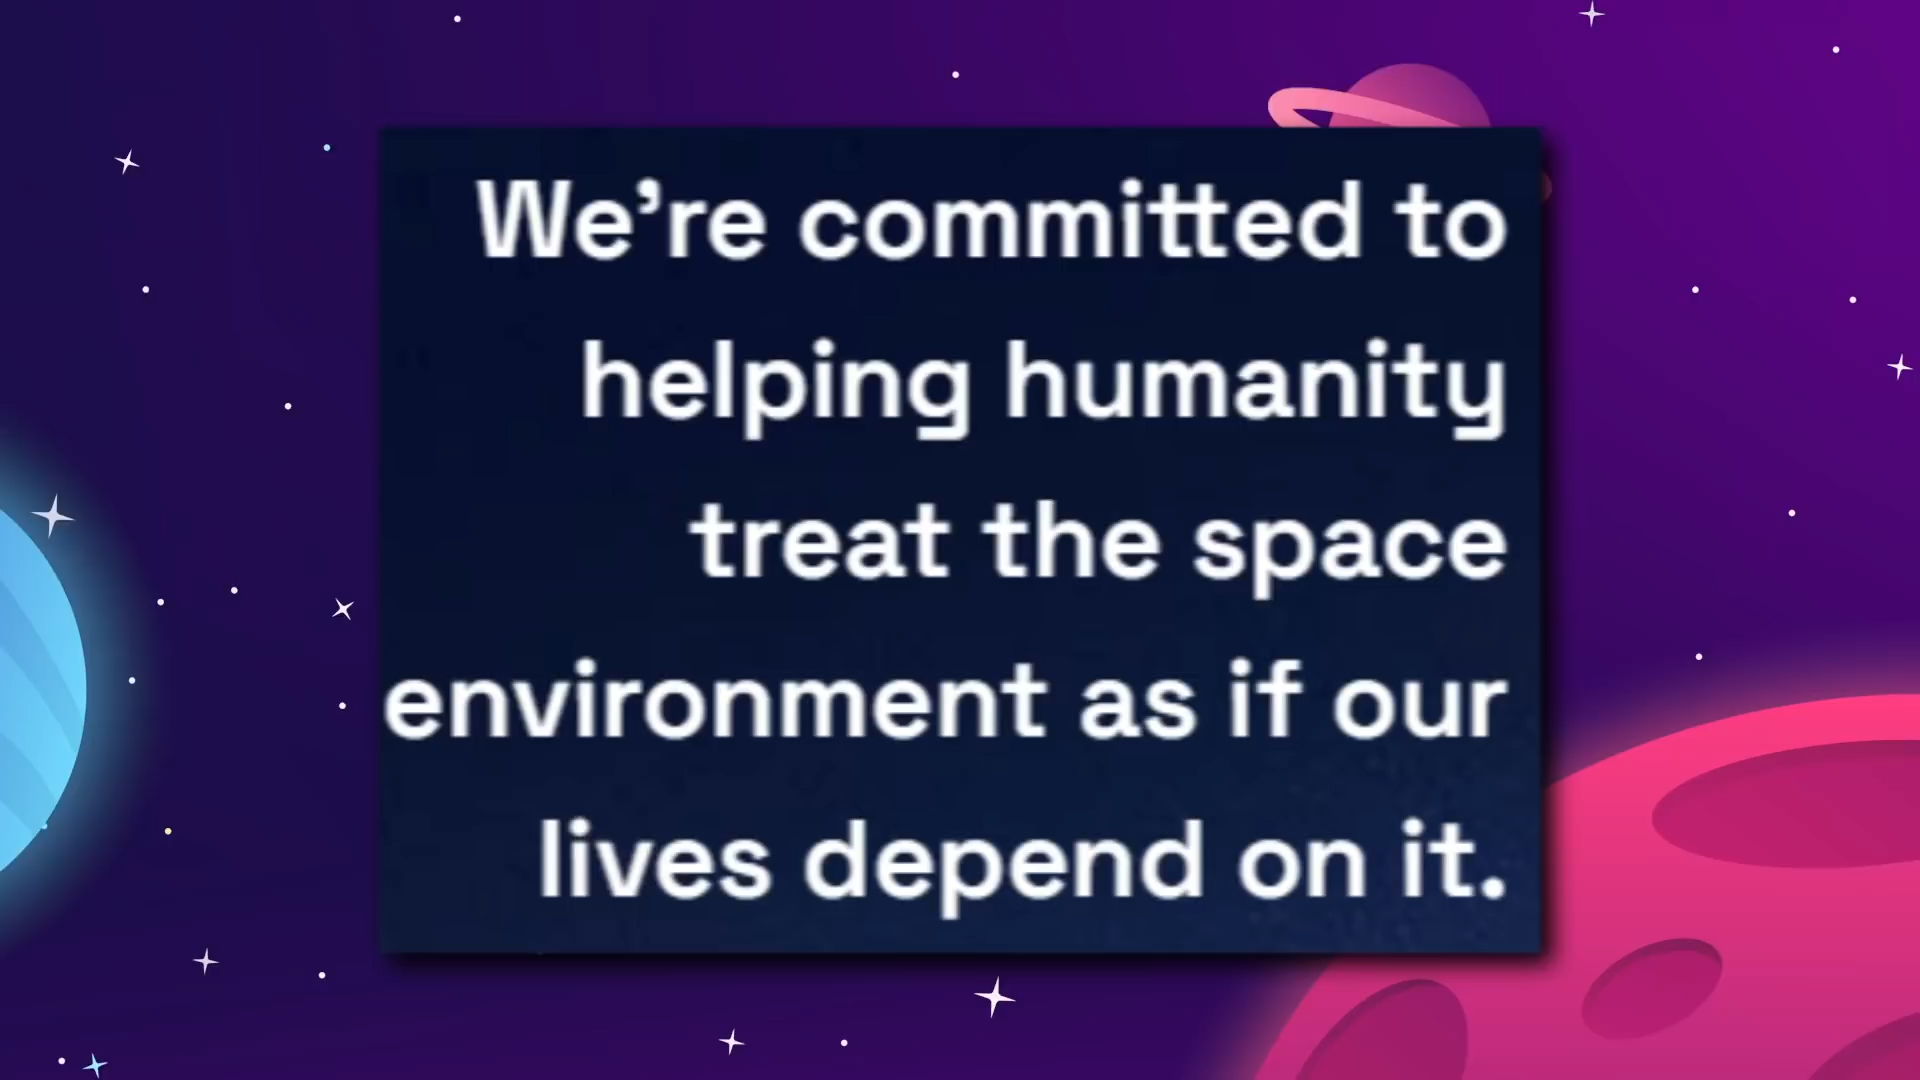 We’re committed to
helping humanity
treat the space
environment as if our
lives depend on it.